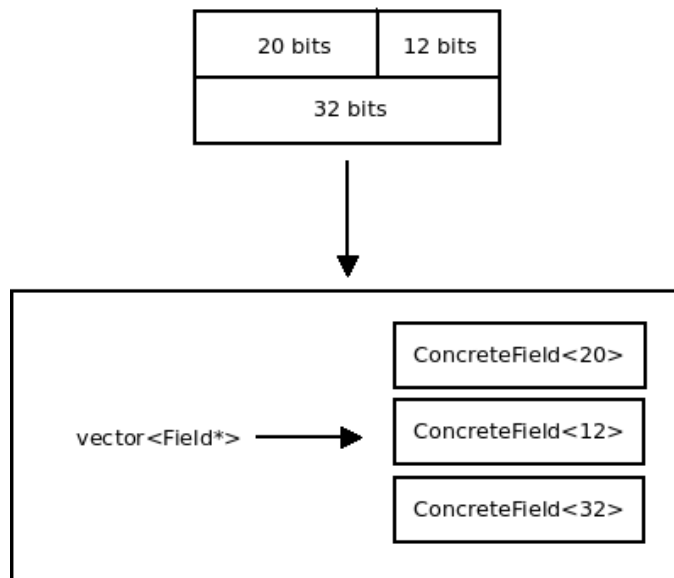 20 bits 12 bits
32 bits
ConcreteField<20>
vector<Field*>
ConcreteField<12>
ConcreteField<32>